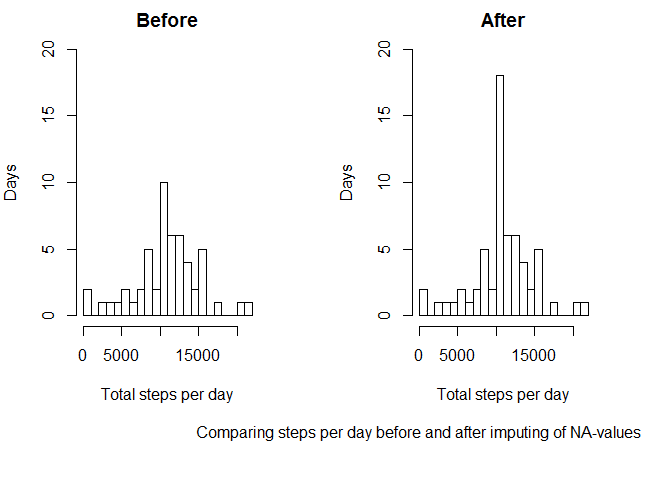 Before
20
15
10
5
0
Days
0 5000 15000
Total steps per day
After
20
15
10
5
0
Days
0 5000 15000
Total steps per day
Comparing steps per day before and after imputing of NA-values